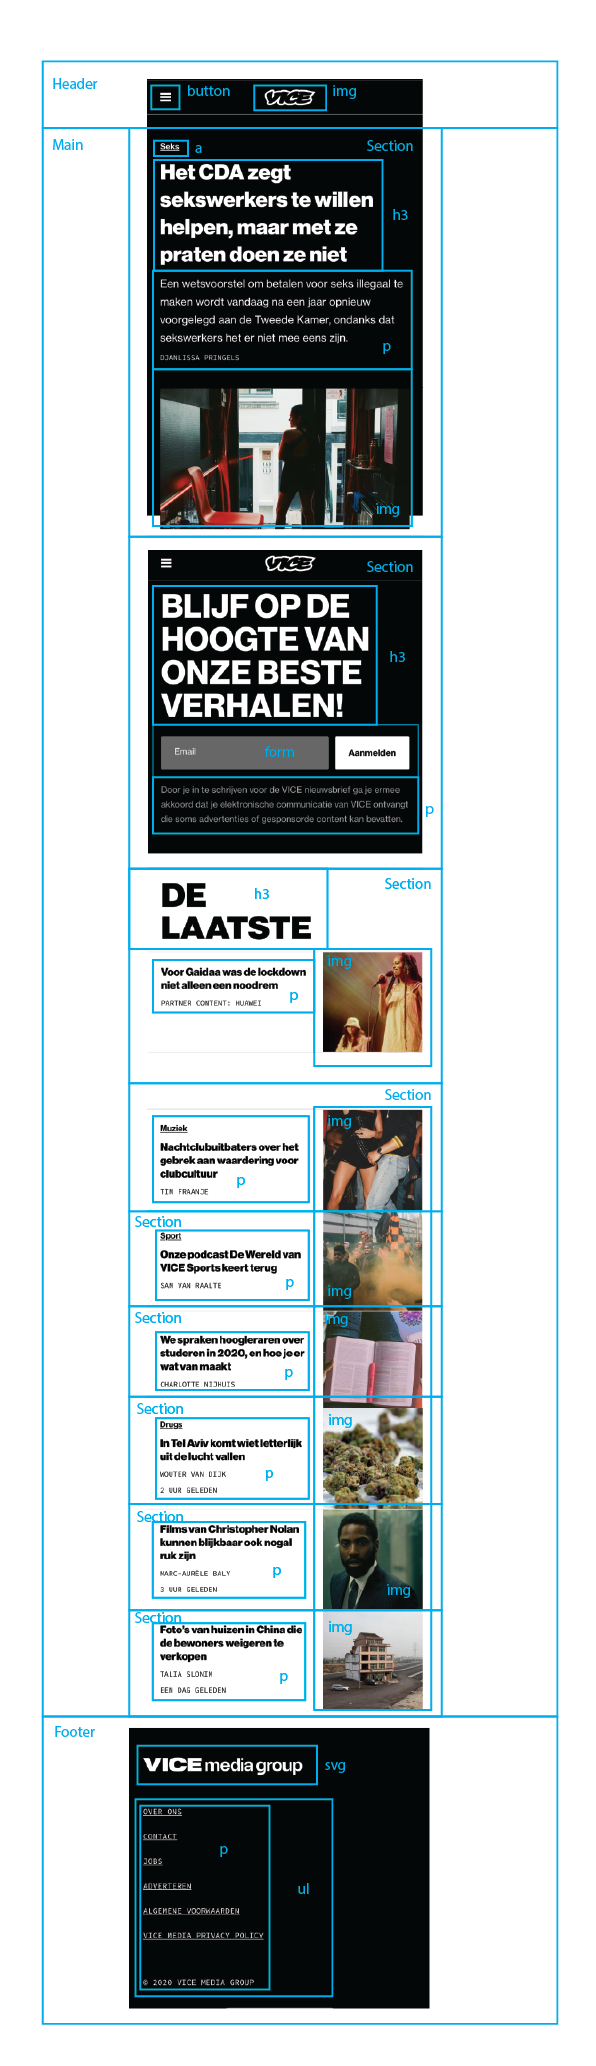 Header
button
VICE
img
Main
Seks
a
Section
Het CDA zegt
sekswerkers te willen
helpen, maar met ze
praten doen ze niet
h3
Een wetsvoorstel om betalen voor seks illegaal te
maken wordt vandaag na een jaar opnieuw
voorgelegd aan de Tweede Kamer, ondanks dat
sekswerkers het er niet mee eens zijn.
p
DJANLISSA PRINGELS
img
VICE
Section
BLIJF OP DE
HOOGTE VAN
ONZE BESTE
VERHALEN!
h3
Email
form
Aanmelden
Door je in te schrijven voor de VICE nieuwsbrief ga je ermee
akkoord dat je elektronische communicatie van VICE ontvangt
die soms advertenties of gesponsorde content kan bevatten.
p
Section
DE
LAATSTE
h3
img
Voor Gaidaa was de lockdown
niet alleen een noodrem
PARTNER CONTENT: HUAWEI
p
Section
img
Muziek
Nachtclubuitbaters over het
gebrek aan waardering voor
clubcultuur
TIM FRAANJE
p
Section
Sport
Onze podcast De Wereld van
VICE Sports keert terug
SAM VAN RAALTE
p
img
Section
img
We spraken hoogleraren over
studeren in 2020, en hoe je er
wat van maakt
CHARLOTTE NIJHUIS
p
Section
img
Drugs
In Tel Aviv komt wiet letterlijk
uit de lucht vallen
WOUTER VAN DIJK
p
2 UUR GELEDEN
Section
Films van Christopher Nolan
kunnen blijkbaar ook nogal
ruk zijn
MARC-AURÈLE BALY
p
3 UUR GELEDEN
img
Section
img
Foto's van huizen in China die
de bewoners weigeren te
verkopen
TALIA SLONIM
p
EEN DAG GELEDEN
Footer
VICE media group
svg
OVER ONS
CONTACT
p
JOBS
ADVERTEREN
ul
ALGEMENE VOORWAARDEN
VICE MEDIA PRIVACY POLICY
© 2020 VICE MEDIA GROUP